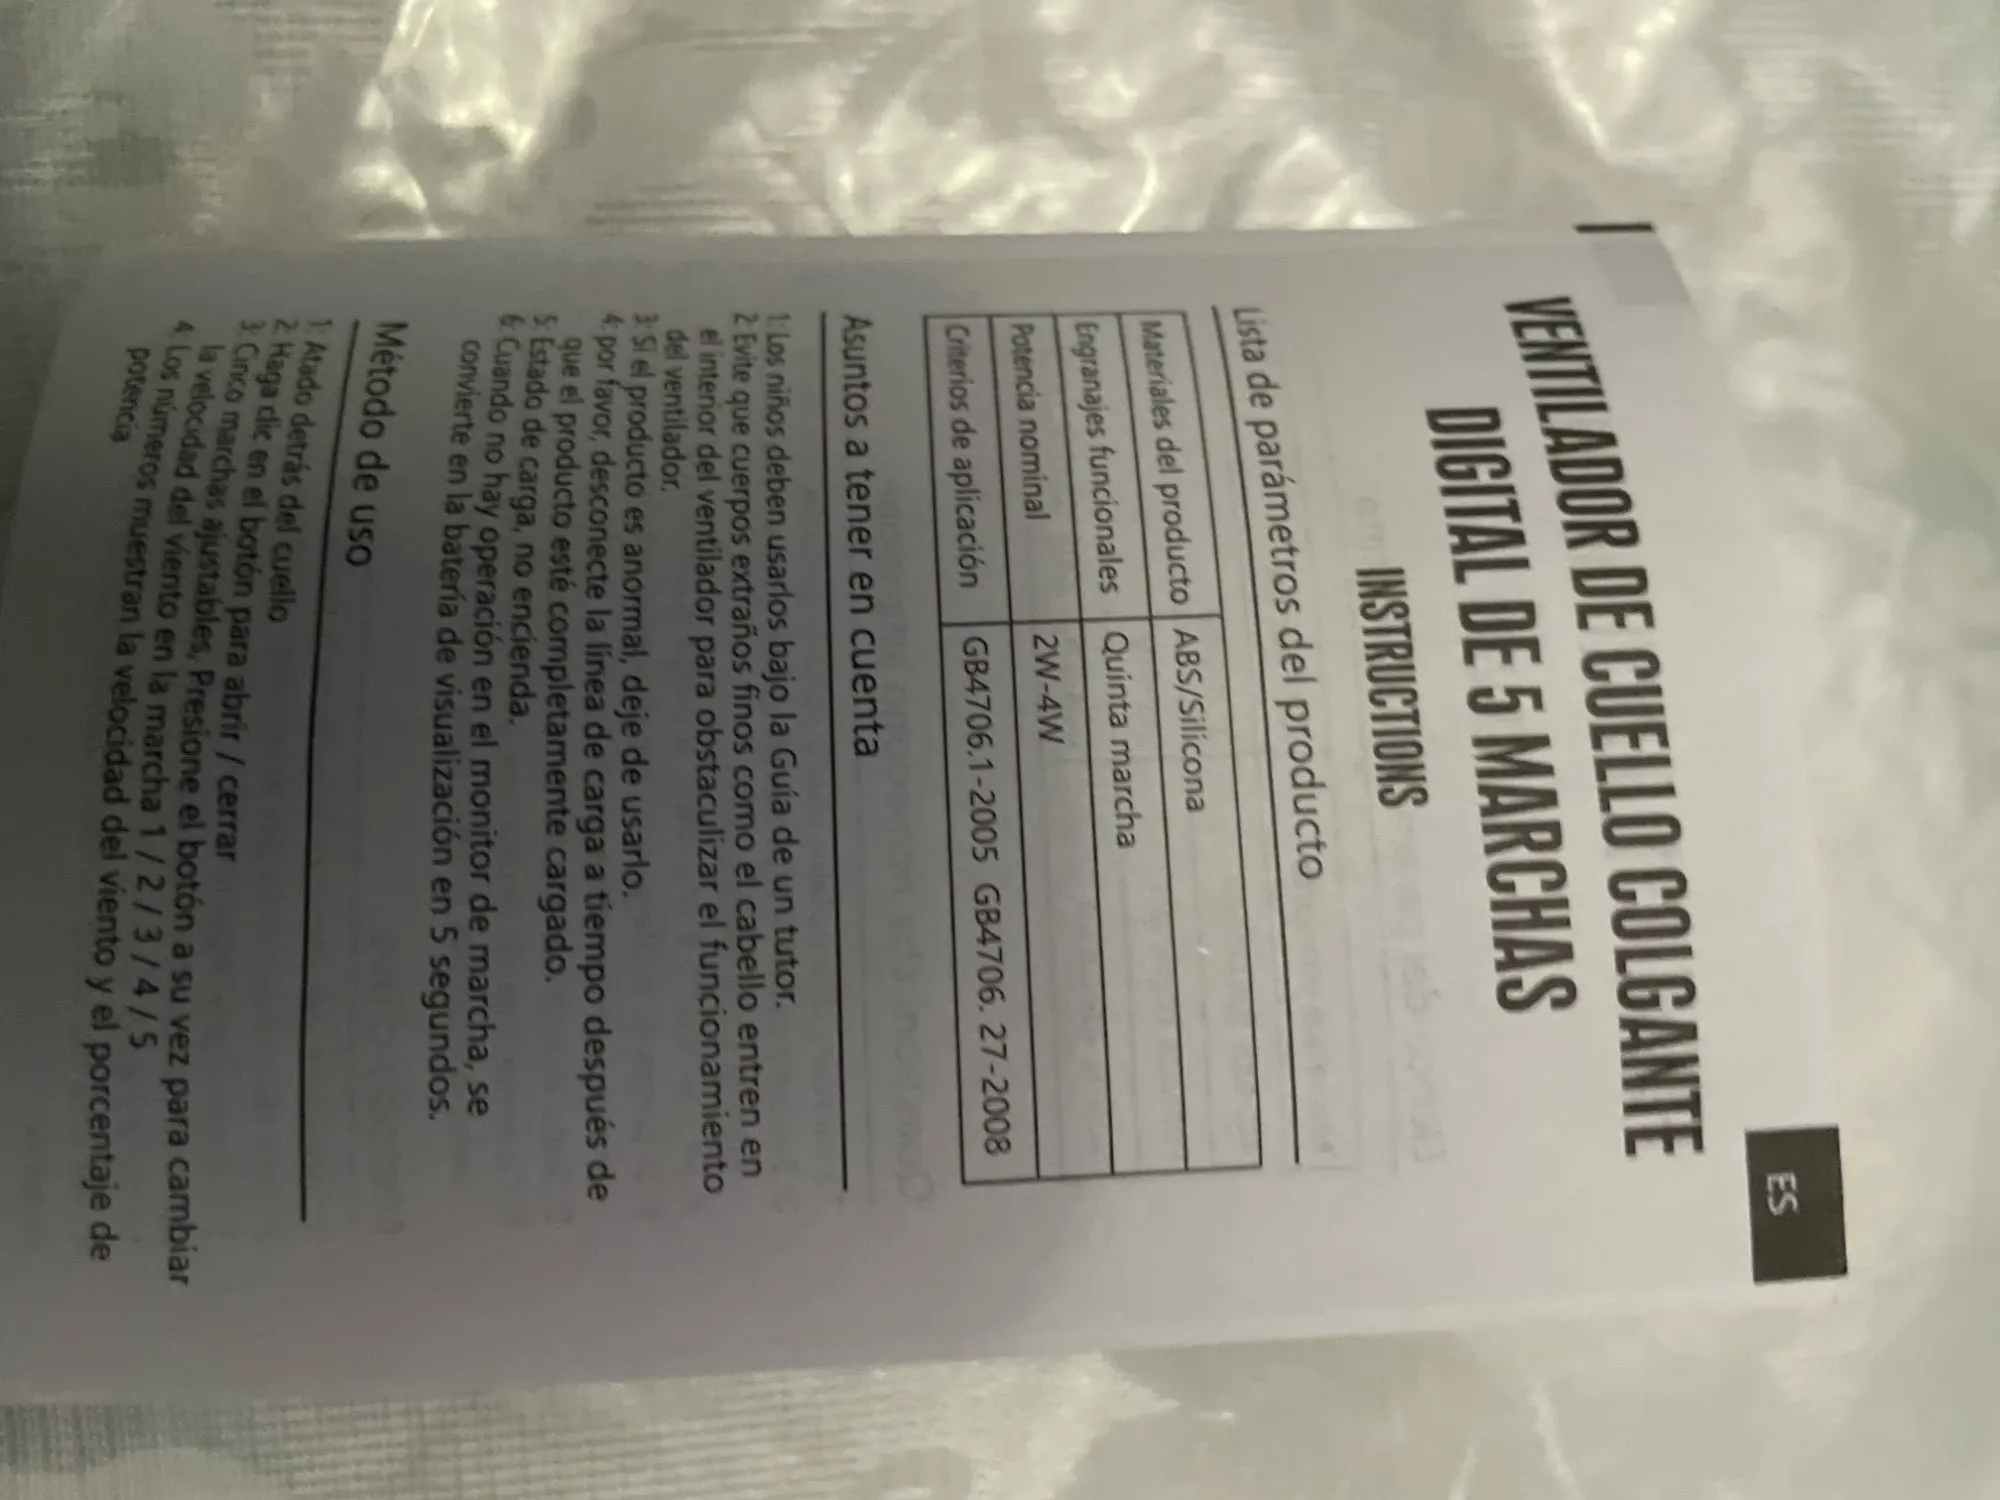 ES
VENTILADOR DE CUELLO COLGANTE
DIGITAL DE 5 MARCHAS
INSTRUCTIONS
Lista de parámetros del producto
Materiales del producto ABS/Silicona
Engranajes funcionales Quinta marcha
Potencia nominal 2W-4W
Criterios de aplicación GB4706.1-2005 GB4706. 27-2008
Asuntos a tener en cuenta
1: Los niños deben usarlos bajo la Guía de un tutor.
2 Evite que cuerpos extraños finos como el cabello entren en
el interior del ventilador para obstaculizar el funcionamiento
del ventilador.
3: Si el producto es anormal, deje de usarlo.
4: por favor, desconecte la línea de carga a tiempo después de
que el producto esté completamente cargado.
5: Estado de carga, no encienda.
6: Cuando no hay operación en el monitor de marcha, se
convierte en la batería de visualización en 5 segundos.
Método de uso
1: Atado detrás del cuello
2: Haga clic en el botón para abrir / cerrar
3: Cinco marchas ajustables, Presione el botón a su vez para cambiar
la velocidad del viento en la marcha 1 / 2 / 3 / 4 / 5
4: Los números muestran la velocidad del viento y el porcentaje de
potencia